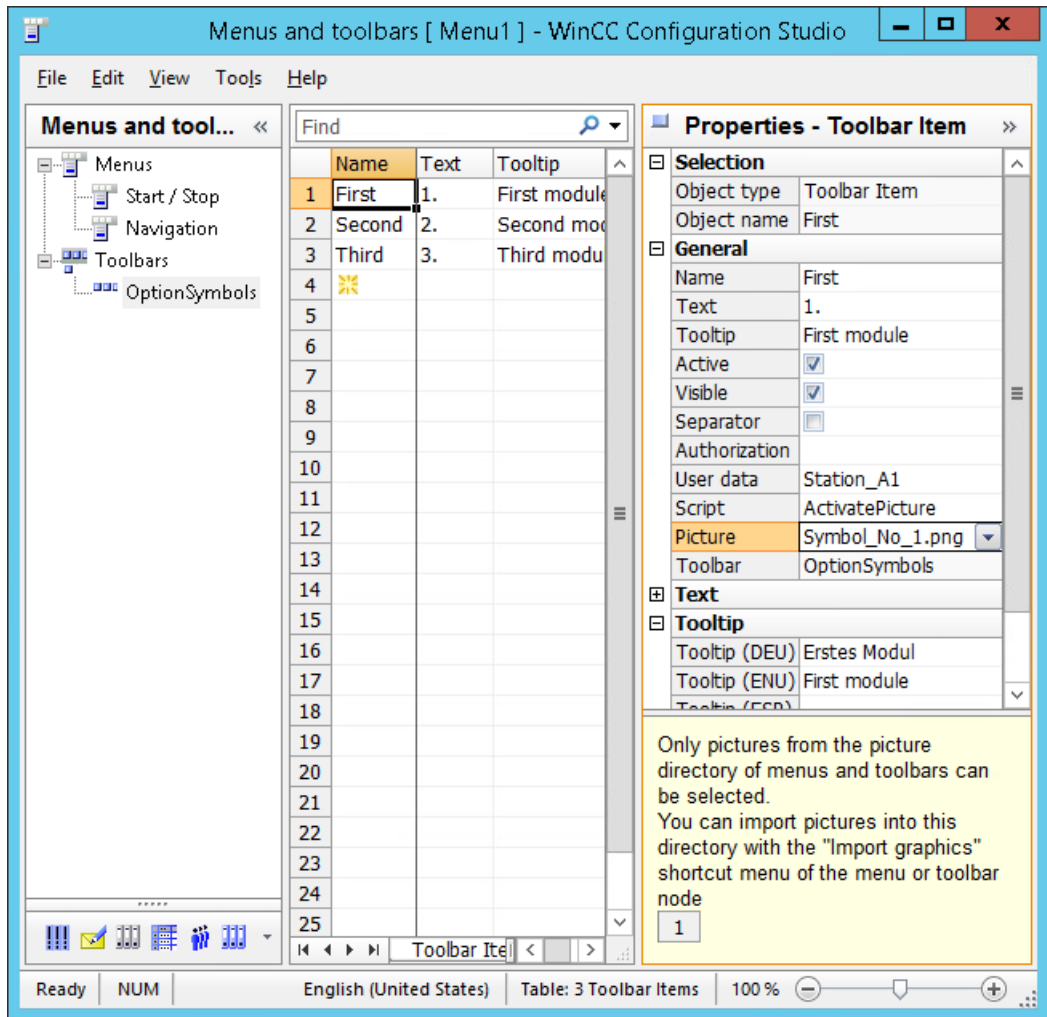 Menus and toolbars [ Menu1 ] - WinCC Configuration Studio
File Edit View Tools Help
Menus and tool... «
Menus
Start / Stop
Navigation
Toolbars
OptionSymbols
Find
Name Text Tooltip
1 First 1. First module
2 Second 2. Second mod
3 Third 3. Third modu
4
5
6
7
8
9
10
11
12
13
14
15
16
17
18
19
20
21
22
23
24
25
Toolbar Ite
Properties - Toolbar Item »
Selection
Object type Toolbar Item
Object name First
General
Name First
Text 1.
Tooltip First module
Active
Visible
Separator
Authorization
User data Station_A1
Script ActivatePicture
Picture Symbol_No_1.png
Toolbar OptionSymbols
Text
Tooltip
Tooltip (DEU) Erstes Modul
Tooltip (ENU) First module
Tooltip (ESP)
Only pictures from the picture
directory of menus and toolbars can
be selected.
You can import pictures into this
directory with the "Import graphics"
shortcut menu of the menu or toolbar
node
1
Ready NUM English (United States) Table: 3 Toolbar Items 100 %